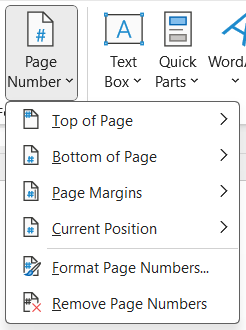 Page
Number
Text
Box
Quick
Parts
WordA
Top of Page
Bottom of Page
Page Margins
Current Position
Format Page Numbers...
Remove Page Numbers